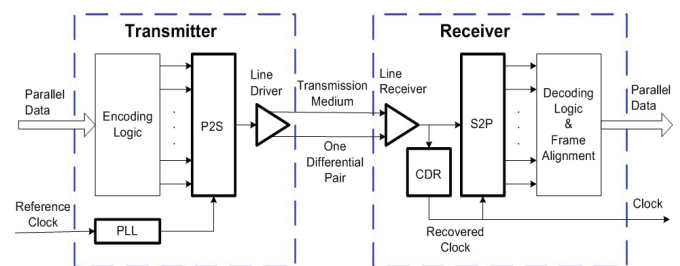 Transmitter
Receiver
Parallel
Data
Encoding
Logic
P2S
Line
Driver
Transmission
Medium
One
Differential
Pair
Line
Receiver
CDR
S2P
Decoding
Logic
&
Frame
Alignment
Parallel
Data
Reference
Clock
PLL
Recovered
Clock
Clock